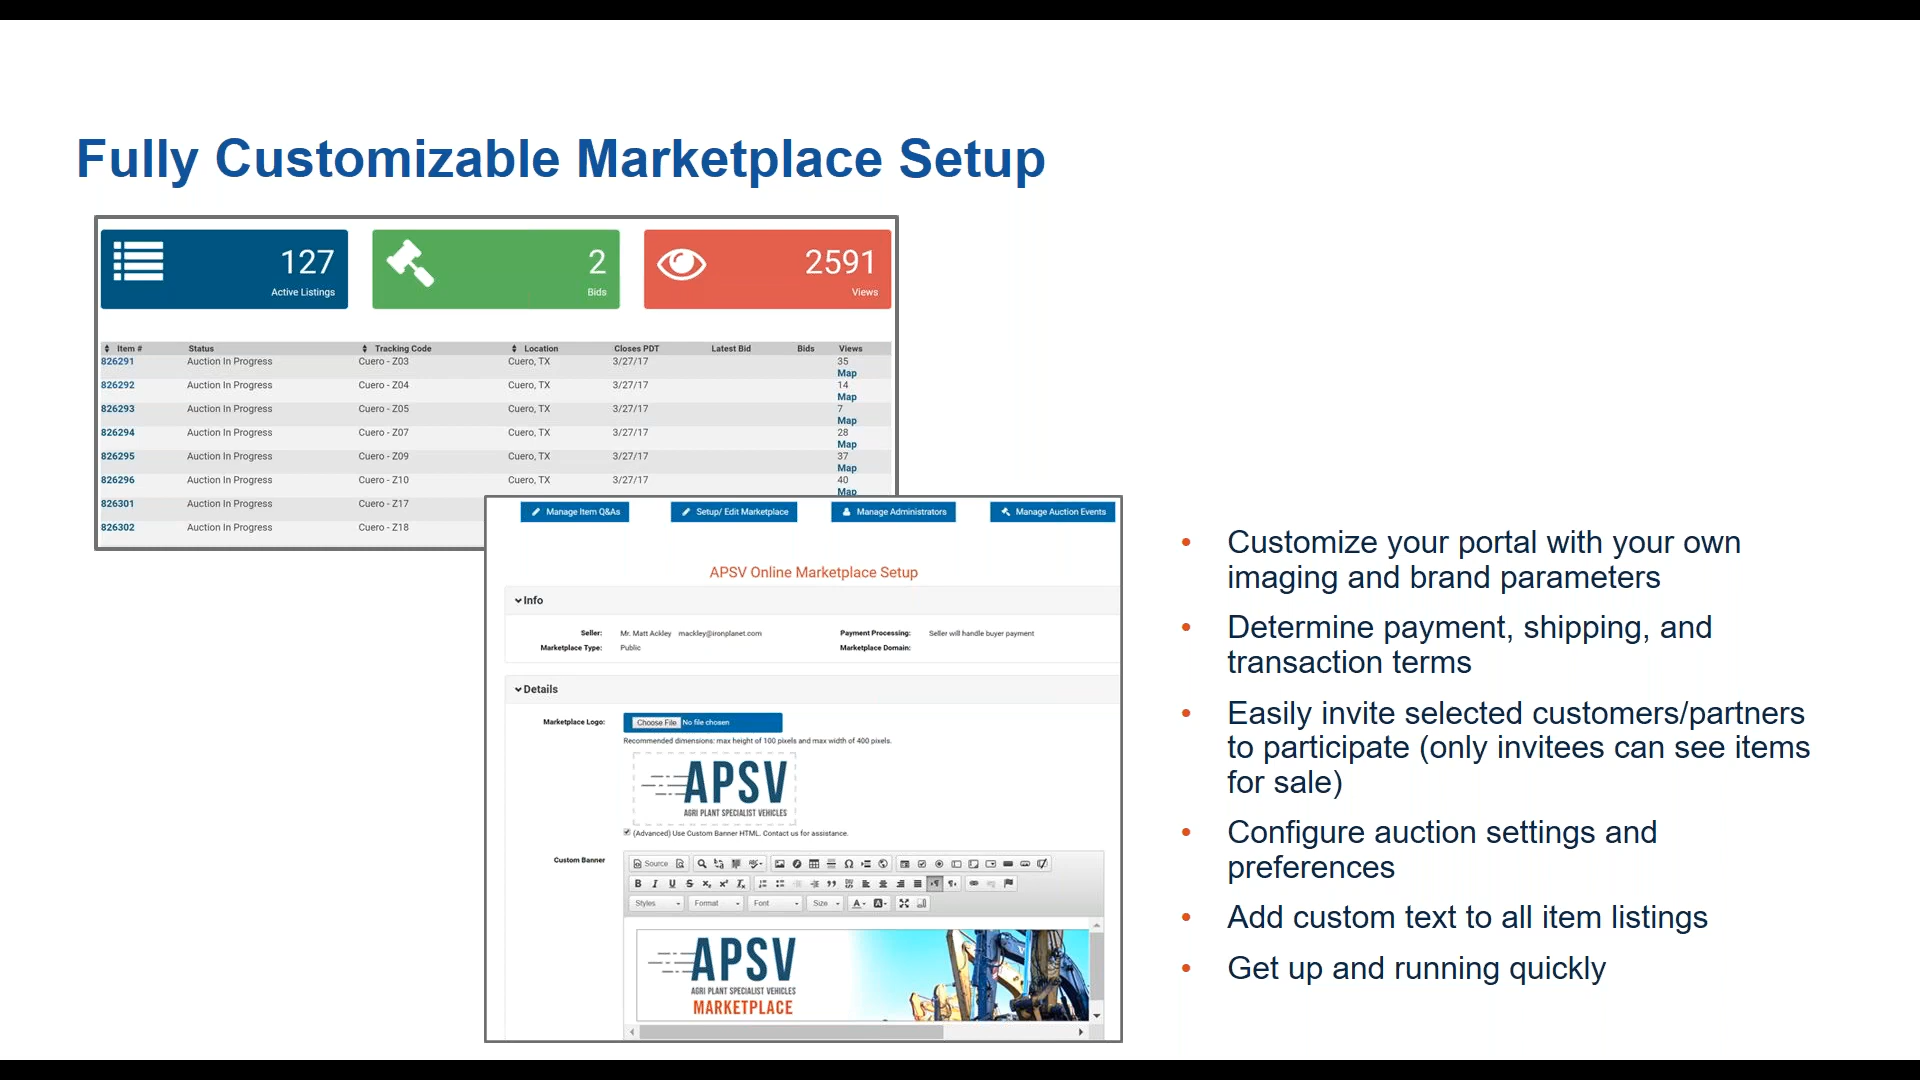 Fully Customizable Marketplace Setup
127
Active Listings
2
Bids
2591
Views
Item # Status Tracking Code Location Closes PDT Latest Bid Bids Views
826291 Auction In Progress Cuero - Z03 Cuero, TX 3/27/17 35
Map
826292 Auction In Progress Cuero - Z04 Cuero, TX 3/27/17 14
Map
826293 Auction In Progress Cuero - Z05 Cuero, TX 3/27/17 7
Map
826294 Auction In Progress Cuero - Z07 Cuero, TX 3/27/17 28
Map
826295 Auction In Progress Cuero - Z09 Cuero, TX 3/27/17 37
Map
826296 Auction In Progress Cuero - Z10 Cuero, TX 3/27/17 40
Map
826301 Auction In Progress Cuero - Z17
826302 Auction In Progress Cuero - Z18
Manage Item Q&As Setup/ Edit Marketplace Manage Administrators Manage Auction Events
APSV Online Marketplace Setup
Info
Seller: Mr. Matt Ackley mackley@ironplanet.com Payment Processing: Seller will handle buyer payment
Marketplace Type: Public Marketplace Domain:
Details
Marketplace Logo: Choose File No file chosen
Recommended dimensions: max height of 100 pixels and max width of 400 pixels.
APSV
AGRI PLANT SPECIALIST VEHICLES
(Advanced) Use Custom Banner HTML. Contact us for assistance.
Custom Banner
Source
B I U S
Styles Format Font Size
APSV
AGRI PLANT SPECIALIST VEHICLES
MARKETPLACE
• Customize your portal with your own
imaging and brand parameters
• Determine payment, shipping, and
transaction terms
• Easily invite selected customers/partners
to participate (only invitees can see items
for sale)
• Configure auction settings and
preferences
• Add custom text to all item listings
• Get up and running quickly